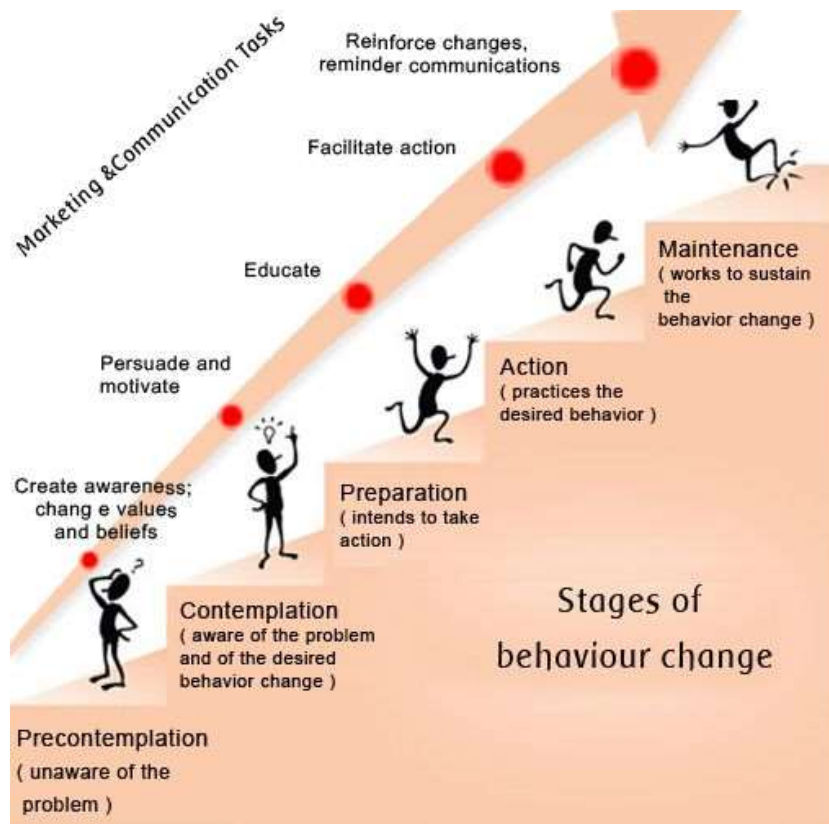 Marketing &Communication Tasks
Reinforce changes,
reminder communications
Facilitate action
Educate
Persuade and
motivate
Create awareness;
chang e values
and beliefs
?
Maintenance
( works to sustain
the
behavior change )
Action
( practices the
desired behavior )
Preparation
( intends to take
action )
Contemplation
( aware of the problem
and of the desired
behavior change )
Precontemplation
( unaware of the
problem )
Stages of
behaviour change